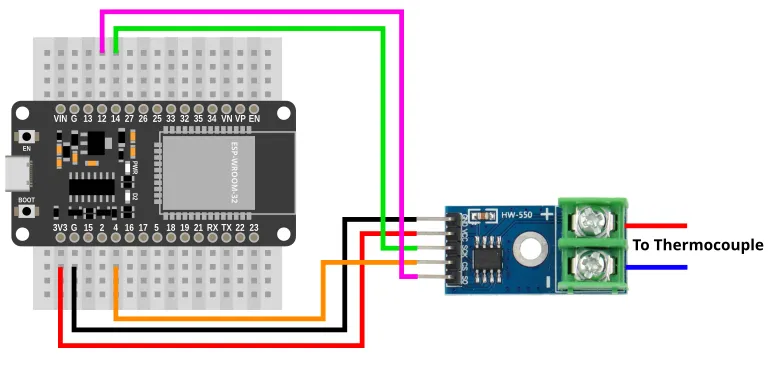 VIN G 13 12 14 27 26 25 33 32 35 34 VN VP EN
EN
PWR
D2
ESP-WROOM-32
BOOT
3V3 G 15 2 4 16 17 5 18 19 21 RX TX 22 23
HW-550
+
GND
VCC
SCK
CS
SO
-
To Thermocouple